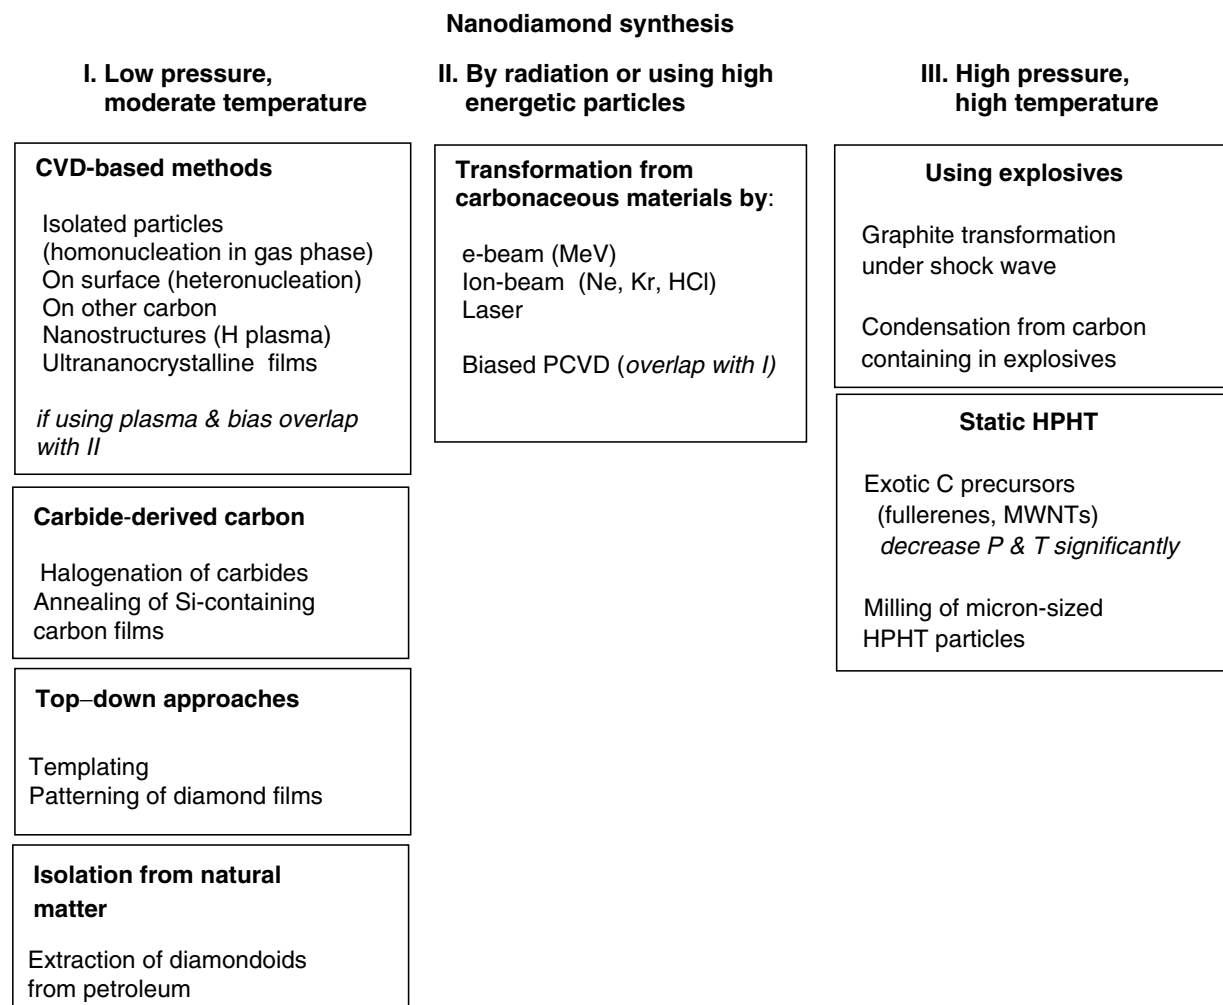 Nanodiamond synthesis
I. Low pressure,
moderate temperature
CVD-based methods
Isolated particles
(homonucleation in gas phase)
On surface (heteronucleation)
On other carbon
Nanostructures (H plasma)
Ultrananocrystalline films
if using plasma & bias overlap
with II
Carbide-derived carbon
Halogenation of carbides
Annealing of Si-containing
carbon films
Top–down approaches
Templating
Patterning of diamond films
Isolation from natural
matter
Extraction of diamondoids
from petroleum
II. By radiation or using high
energetic particles
Transformation from
carbonaceous materials by:
e-beam (MeV)
Ion-beam (Ne, Kr, HCl)
Laser
Biased PCVD (overlap with I)
III. High pressure,
high temperature
Using explosives
Graphite transformation
under shock wave
Condensation from carbon
containing in explosives
Static HPHT
Exotic C precursors
(fullerenes, MWNTs)
decrease P & T significantly
Milling of micron-sized
HPHT particles